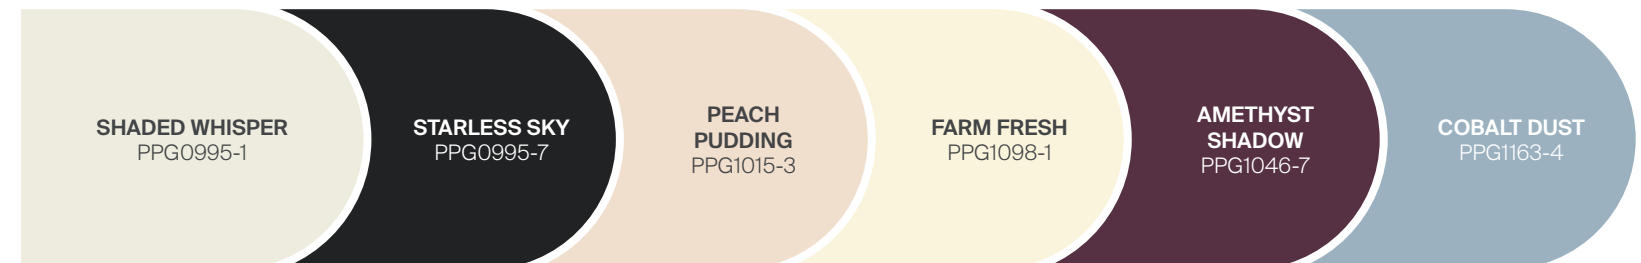 SHADED WHISPER
PPG0995-1
STARLESS SKY
PPG0995-7
PEACH
PUDDING
PPG1015-3
FARM FRESH
PPG1098-1
AMETHYST
SHADOW
PPG1046-7
COBALT DUST
PPG1163-4